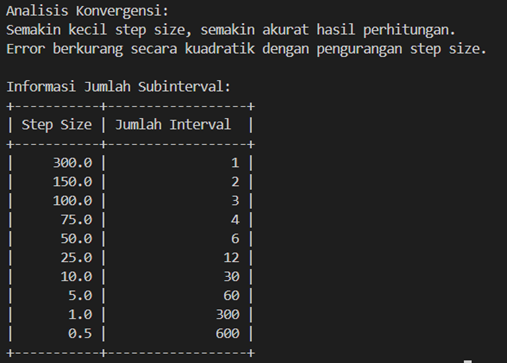 Analisis Konvergensi:
Semakin kecil step size, semakin akurat hasil perhitungan.
Error berkurang secara kuadratik dengan pengurangan step size.

Informasi Jumlah Subinterval:
+-----------+------------------+
| Step Size | Jumlah Interval  |
+-----------+------------------+
|     300.0 |                1 |
|     150.0 |                2 |
|     100.0 |                3 |
|      75.0 |                4 |
|      50.0 |                6 |
|      25.0 |               12 |
|      10.0 |               30 |
|       5.0 |               60 |
|       1.0 |              300 |
|       0.5 |              600 |
+-----------+------------------+